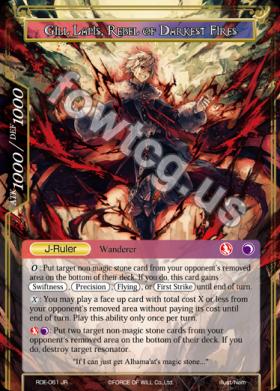 Gill Lapis, Rebel of Darkest Fires
ATK 1000 / DEF 1000
fowtcg.us
J-Ruler Wanderer
O : Put target non magic stone card from your opponent's removed
area on the bottom of their deck. If you do, this card gains
Swiftness, Precision, Flying, or First Strike until end of turn.
X : You may play a face up card with total cost X or less from
your opponent's removed area without paying its cost until
end of turn. Play this ability only once per turn.
: Put two target non magic stone cards from your
opponent's removed area on the bottom of their deck. If you
do, destroy target resonator.
"If I can just get Alhama'at's magic stone..."
RDE-061 JR ©FORCE OF WILL Co.,Ltd. illust/Nam